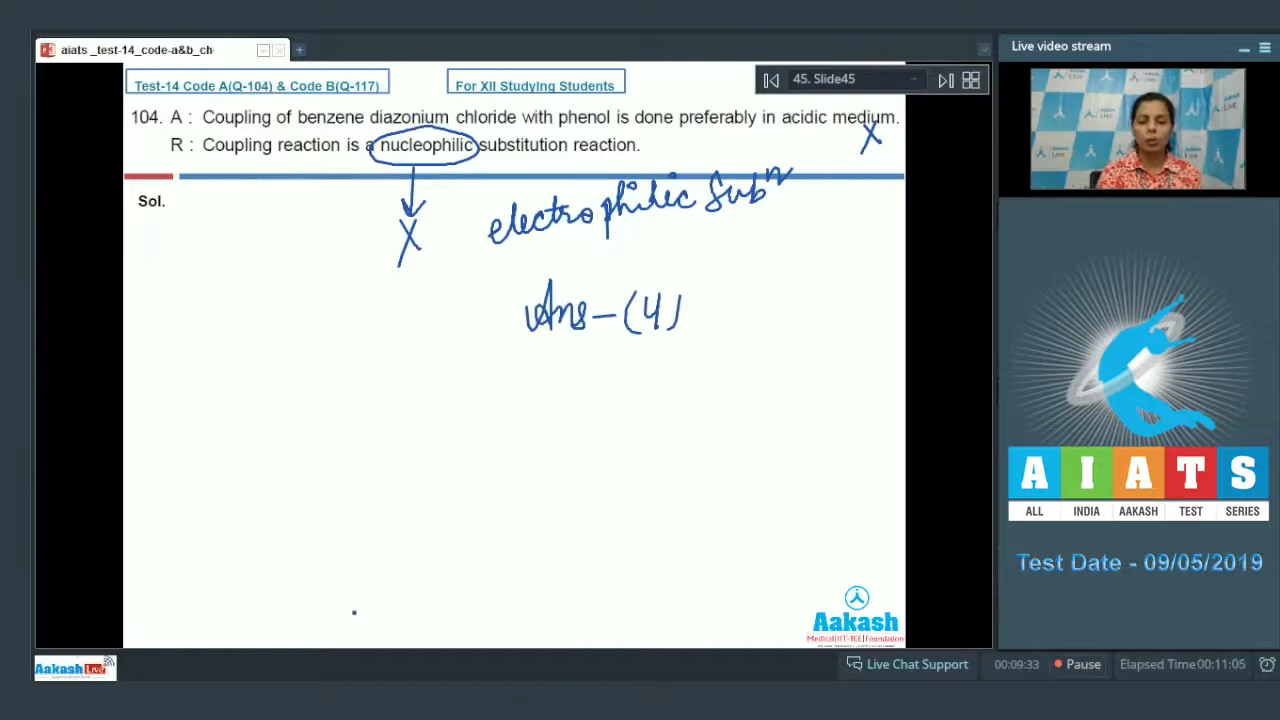 aiats _test-14_code-a&b_ch
Live video stream
Test-14 Code A(Q-104) & Code B(Q-117)
For XII Studying Students
45. Slide45
104. A : Coupling of benzene diazonium chloride with phenol is done preferably in acidic medium.
X
R : Coupling reaction is a nucleophilic substitution reaction.
Sol.
X electrophilic Subⁿ
Ans – (4)
A I A T S
ALL INDIA AAKASH TEST SERIES
Test Date - 09/05/2019
Aakash
Medical|IIT-JEE|Foundation
Aakash Live
Live Chat Support
00:09:33
Pause
Elapsed Time 00:11:05